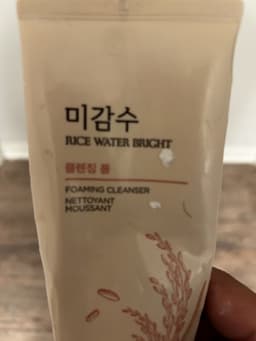 미감수
RICE WATER BRIGHT
클렌징 폼
FOAMING CLEANSER
NETTOYANT
MOUSSANT